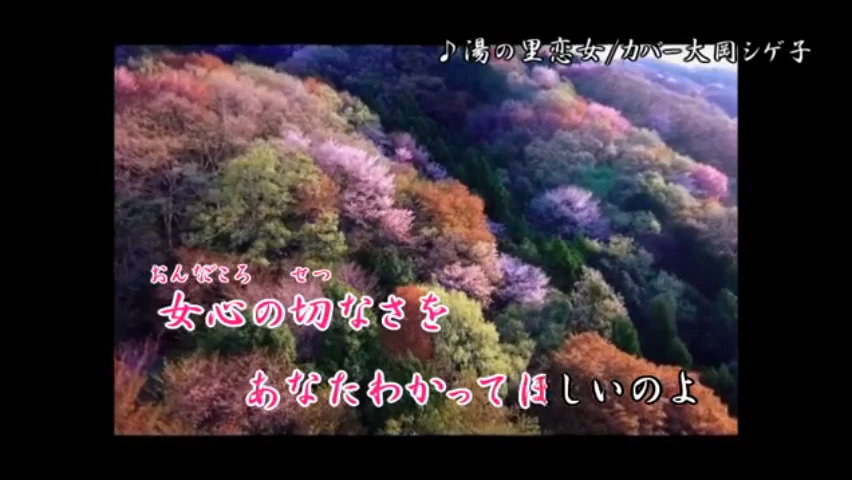 ♪湯の里恋女/カバー大岡シゲ子
おんなごころ せつ
女心の切なさを
あなたわかってほしいのよ